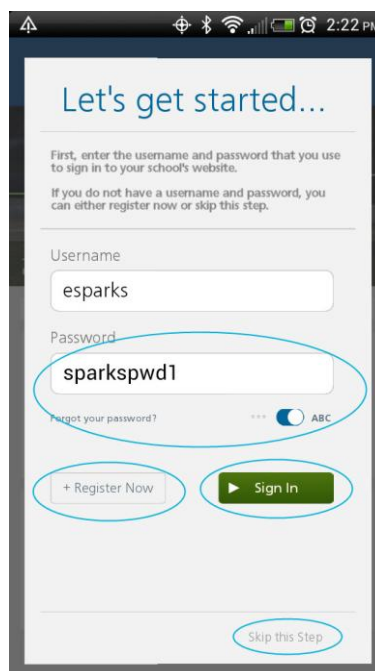 2:22 PM
Let's get started...
First, enter the username and password that you use
to sign in to your school's website.
If you do not have a username and password, you
can either register now or skip this step.
Username
esparks
Password
sparkspwd1
Forgot your password? ABC
+ Register Now Sign In
Skip this Step